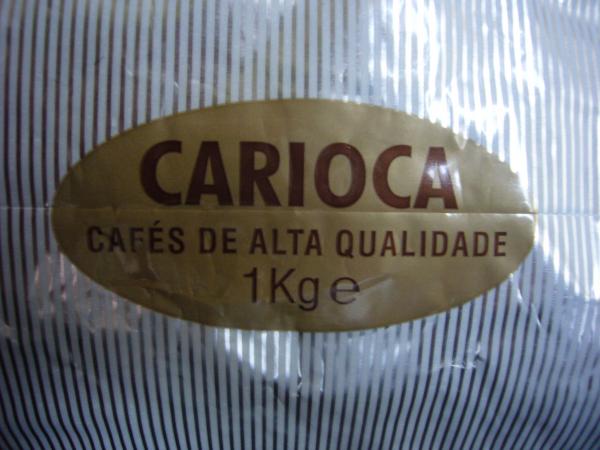 CARIOCA
CAFÉS DE ALTA QUALIDADE
1Kg e